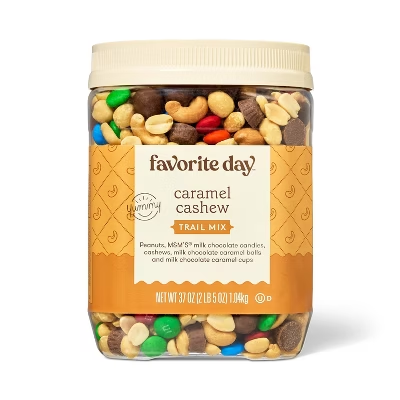 favorite day™
yummy
caramel
cashew
TRAIL MIX
Peanuts, M&M'S® milk chocolate candies,
cashews, milk chocolate caramel balls
and milk chocolate caramel cups
NET WT 37 OZ (2 LB 5 OZ) 1.04kg
U D